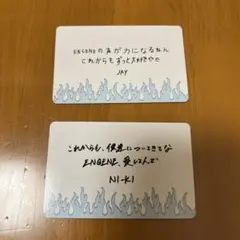 ENGENEの声が力になるねん
これからもずっと大好きやで
JAY
これからも、俺達についてきてな
ENGENE、愛してんで
NI-KI